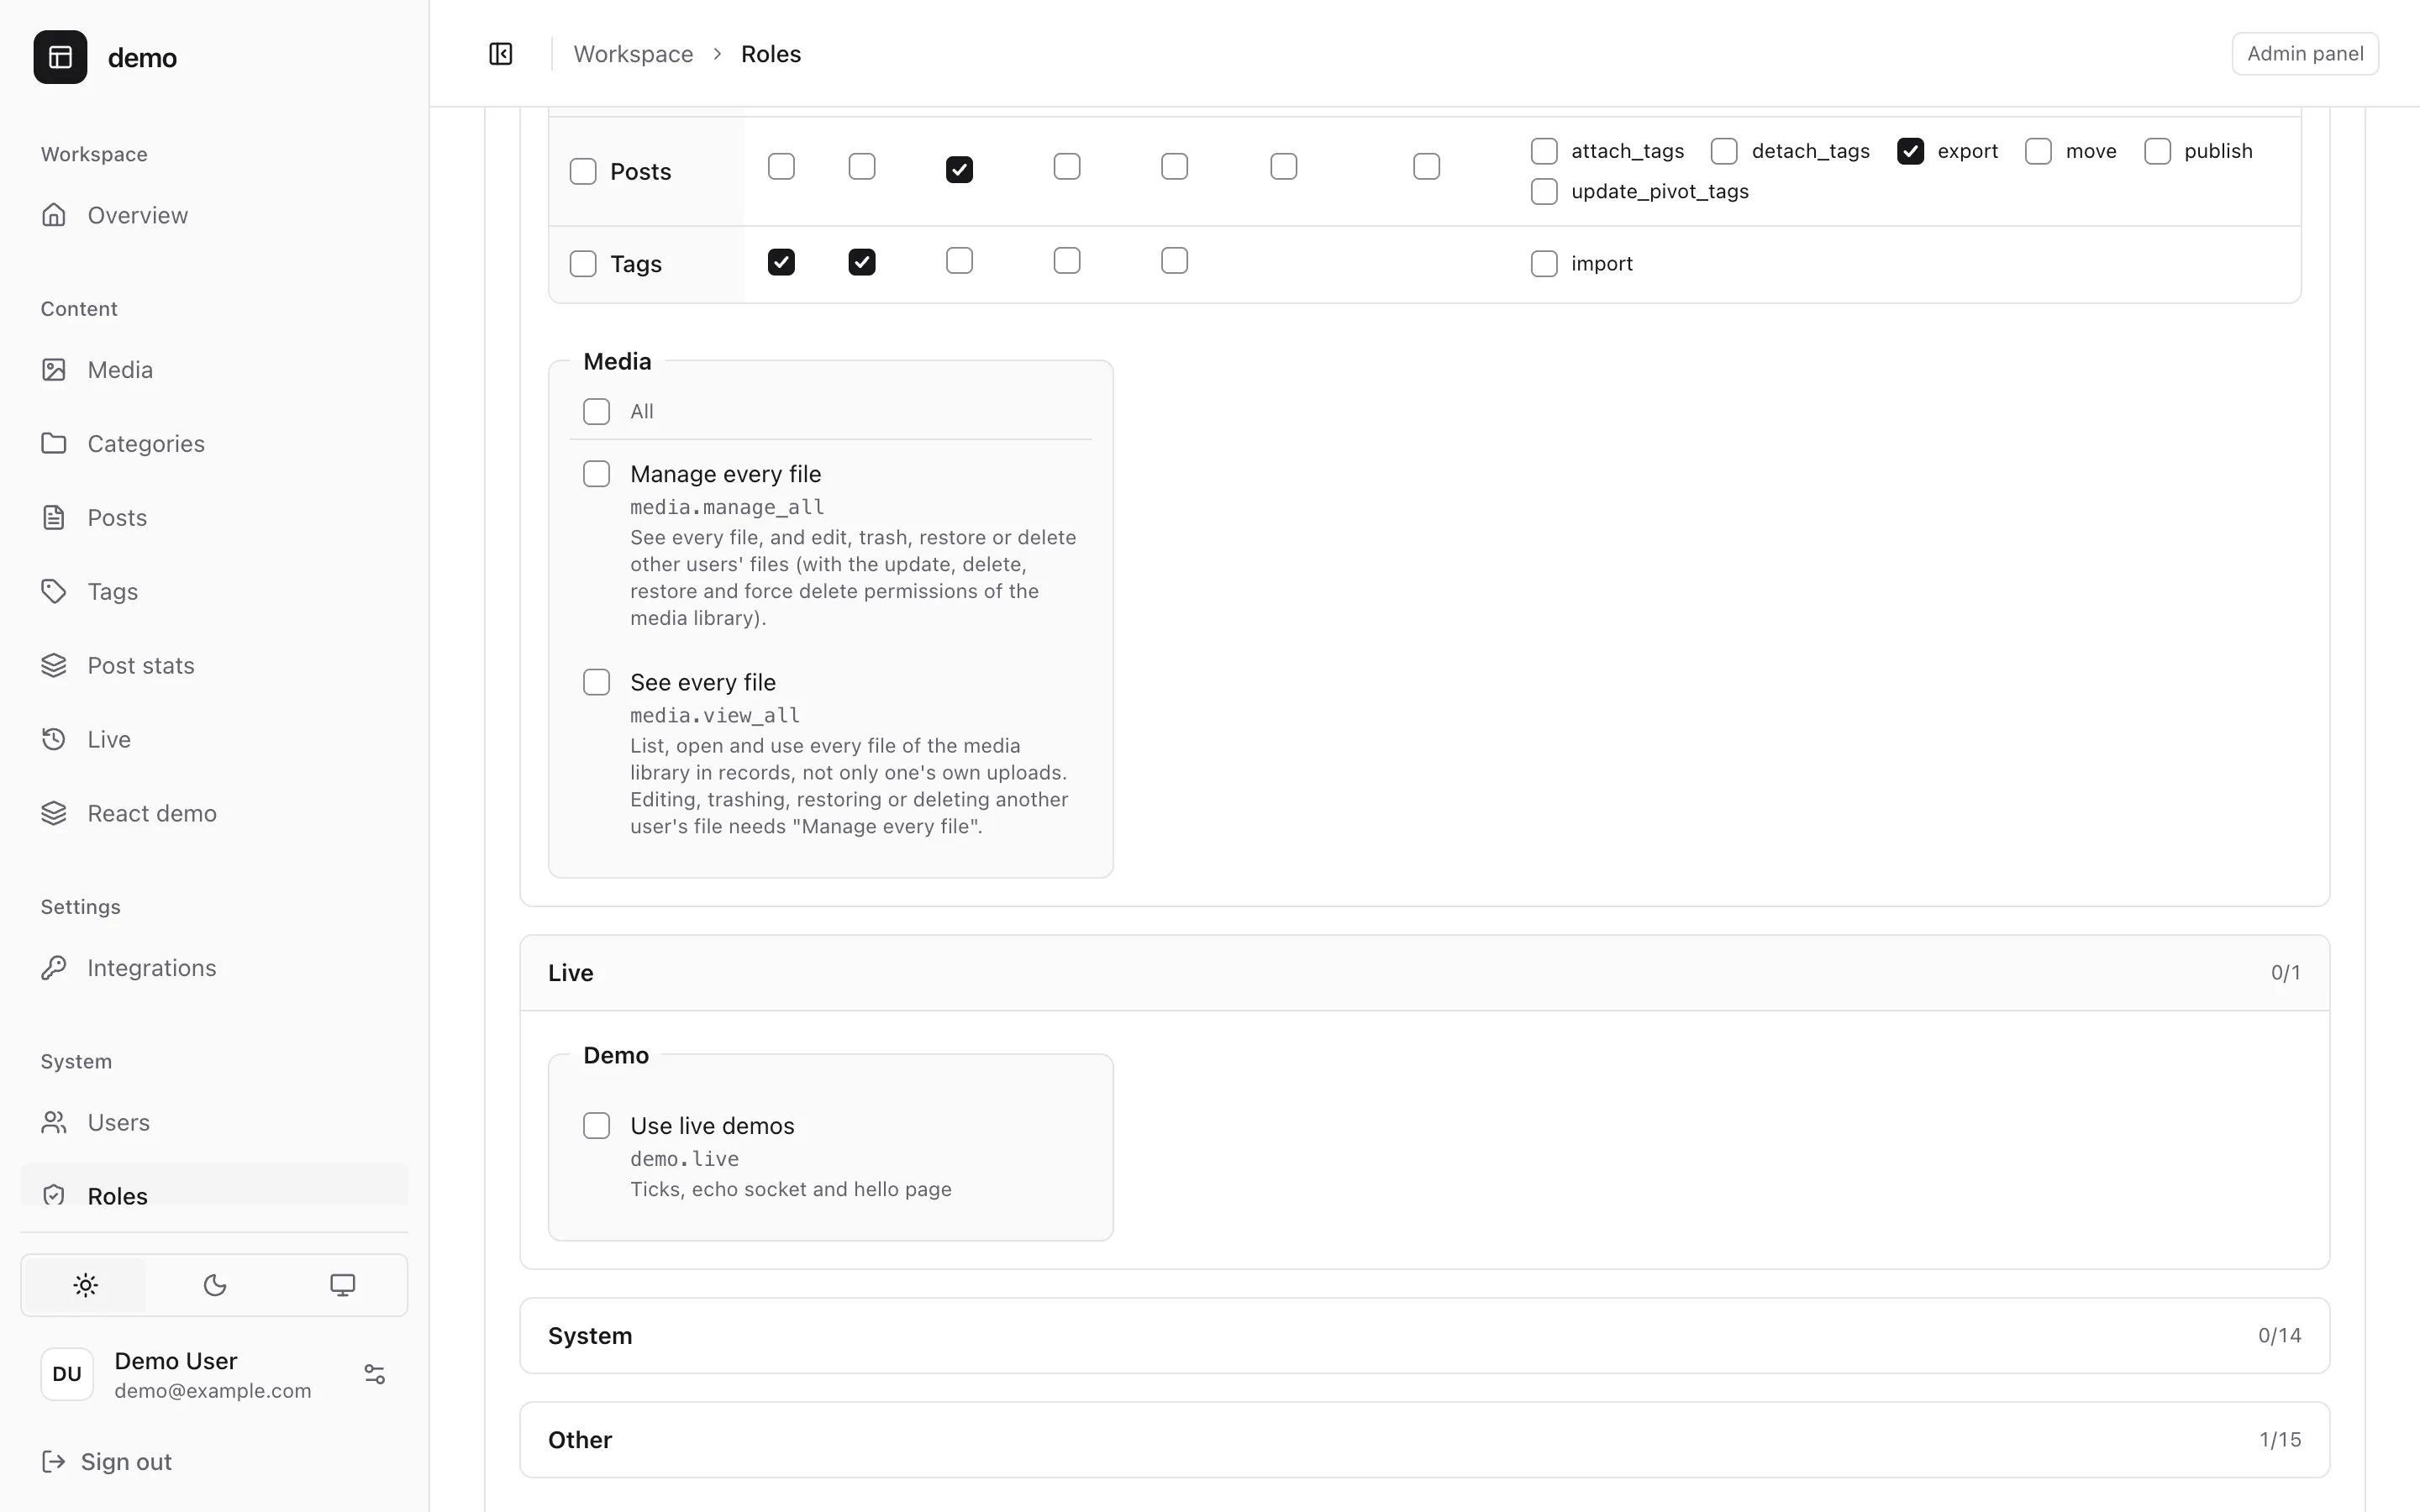 demo
Workspace
Overview
Content
Media
Categories
Posts
Tags
Post stats
Live
React demo
Settings
Integrations
System
Users
Roles
DU
Demo User
demo@example.com
Sign out
Workspace
Roles
Admin panel
Posts
attach_tags
detach_tags
export
move
publish
update_pivot_tags
Tags
import
Media
All
Manage every file
media.manage_all
See every file, and edit, trash, restore or delete
other users' files (with the update, delete,
restore and force delete permissions of the
media library).
See every file
media.view_all
List, open and use every file of the media
library in records, not only one's own uploads.
Editing, trashing, restoring or deleting another
user's file needs "Manage every file".
Live
0/1
Demo
Use live demos
demo.live
Ticks, echo socket and hello page
System
0/14
Other
1/15